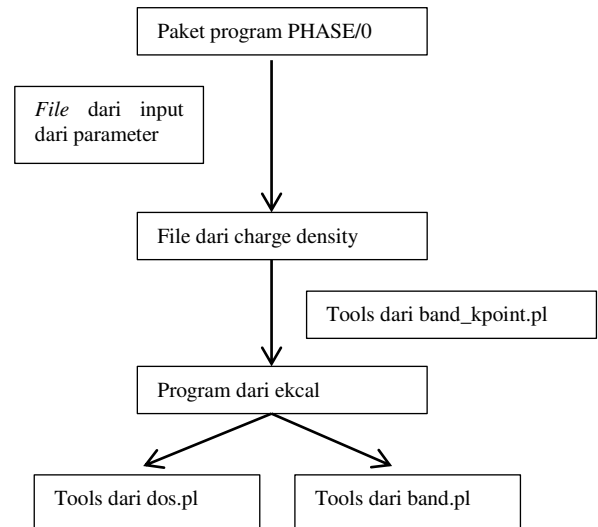 Paket program PHASE/0
File dari input
dari parameter
File dari charge density
Tools dari band_kpoint.pl
Program dari ekcal
Tools dari dos.pl
Tools dari band.pl